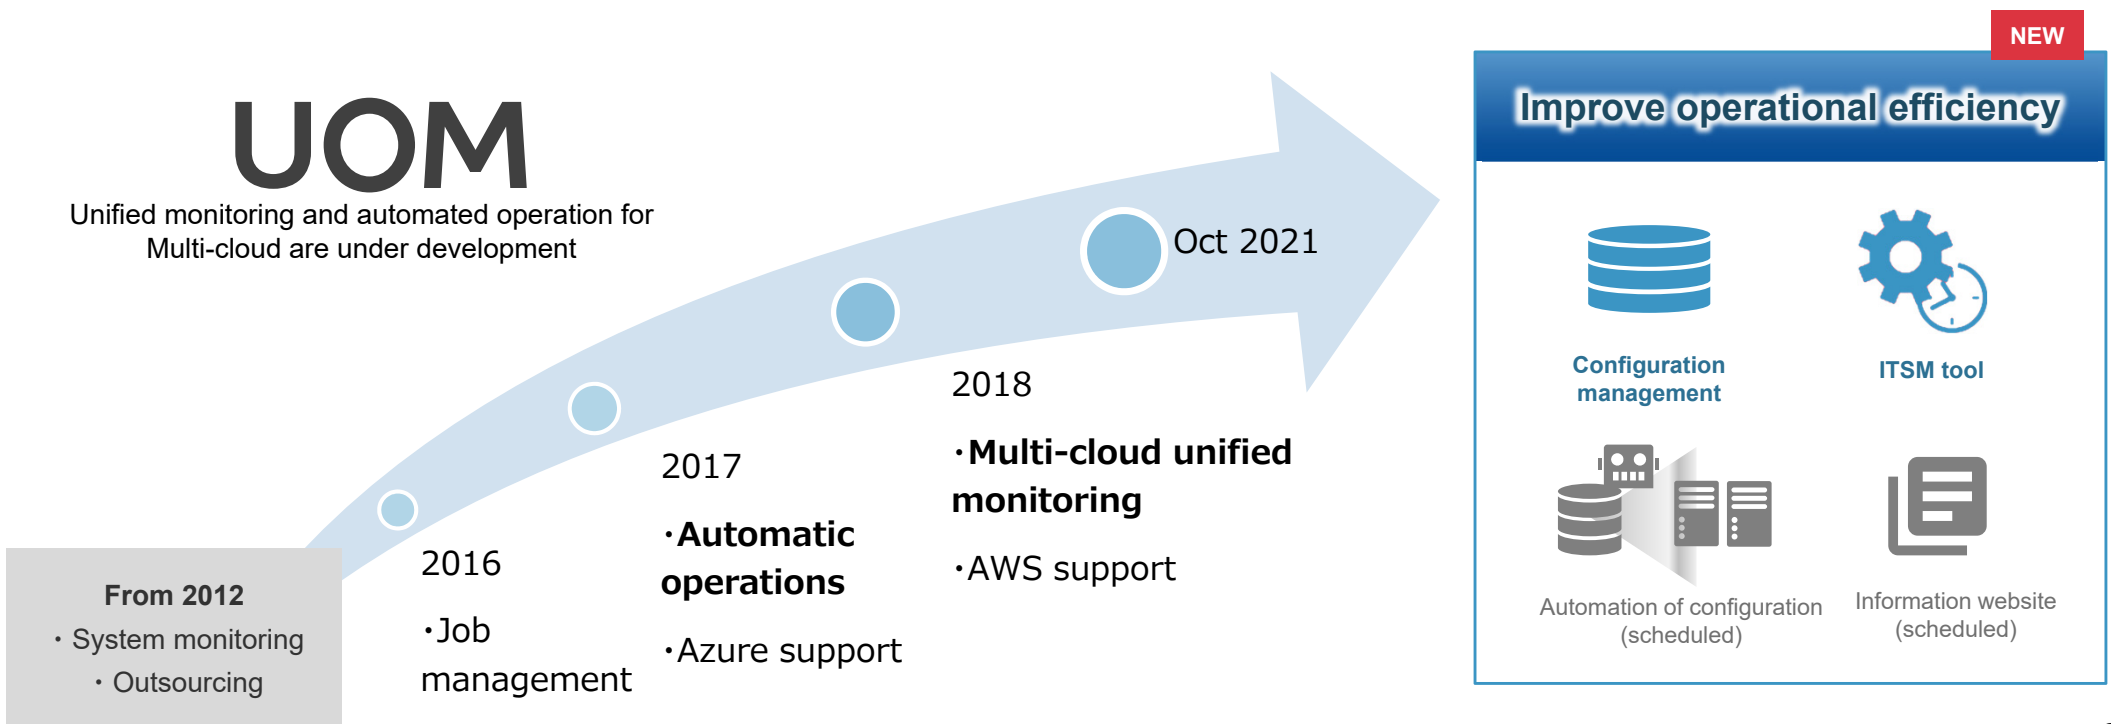 UOM
Unified monitoring and automated operation for
Multi-cloud are under development
From 2012
・System monitoring
・Outsourcing
2016
・Job
management
2017
・Automatic
operations
・Azure support
2018
・Multi-cloud unified
monitoring
・AWS support
Oct 2021
NEW
Improve operational efficiency
Configuration
management
ITSM tool
Automation of configuration
(scheduled)
Information website
(scheduled)